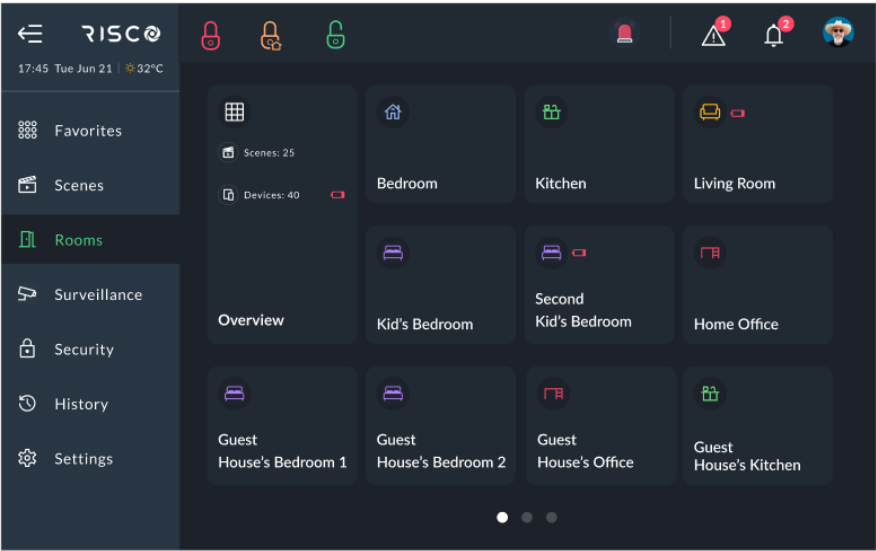 RISCO
1
2
17:45 Tue Jun 21 | 32°C
Favorites
Scenes
Rooms
Surveillance
Security
History
Settings
Scenes: 25
Devices: 40
Overview
Bedroom
Kitchen
Living Room
Kid's Bedroom
Second
Kid's Bedroom
Home Office
Guest
House's Bedroom 1
Guest
House's Bedroom 2
Guest
House's Office
Guest
House's Kitchen